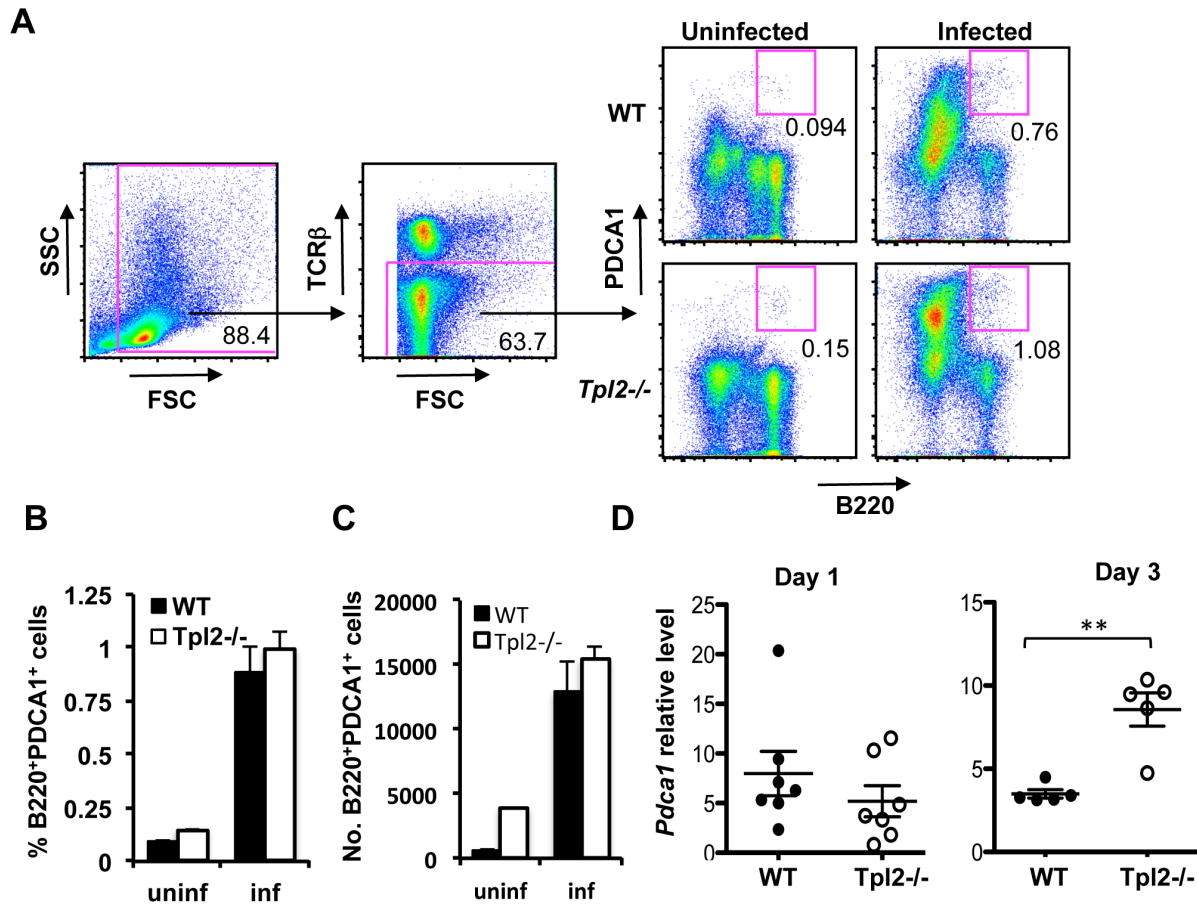 A
Uninfected
Infected
WT
0.094
0.76
SSC
TCRβ
PDCA1
88.4
63.7
FSC
FSC
Tpl2-/-
0.15
1.08
B220
B
% B220+PDCA1+ cells
1.25
1
0.75
0.5
0.25
0
WT
Tpl2-/-
uninf
inf
C
No. B220+PDCA1+ cells
20000
15000
10000
5000
0
WT
Tpl2-/-
uninf
inf
D
Day 1
Pdca1 relative level
25
20
15
10
5
0
WT
Tpl2-/-
Day 3
15
10
5
0
**
WT
Tpl2-/-